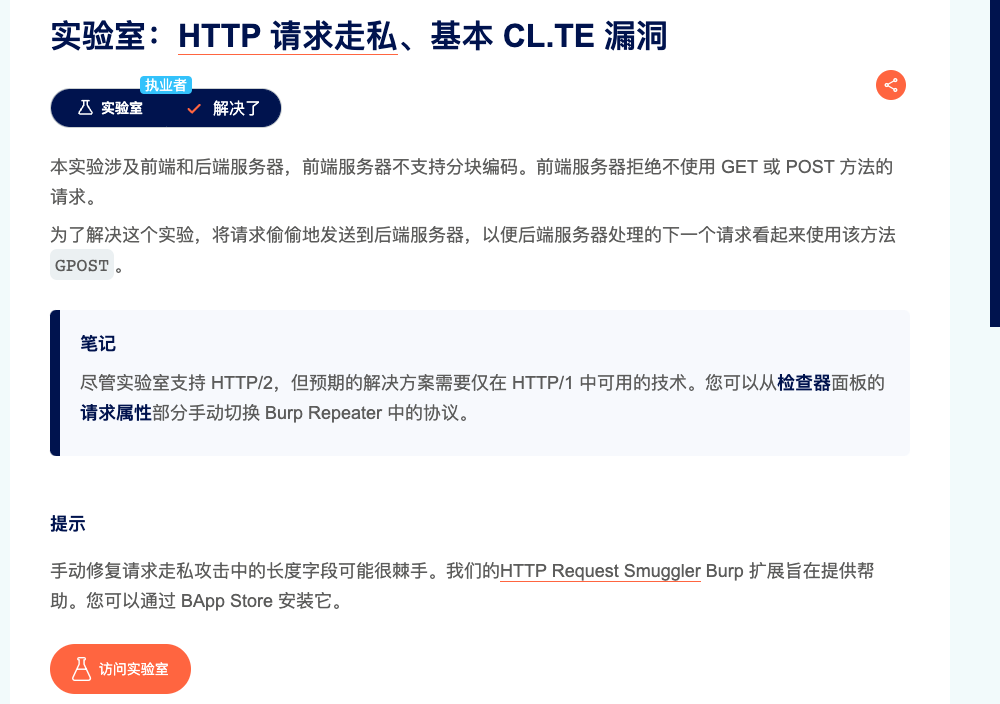 实验室：HTTP 请求走私、基本 CL.TE 漏洞
执业者
实验室 解决了
本实验涉及前端和后端服务器，前端服务器不支持分块编码。前端服务器拒绝不使用 GET 或 POST 方法的
请求。
为了解决这个实验，将请求偷偷地发送到后端服务器，以便后端服务器处理的下一个请求看起来使用该方法
GPOST 。
笔记
尽管实验室支持 HTTP/2，但预期的解决方案需要仅在 HTTP/1 中可用的技术。您可以从检查器面板的
请求属性部分手动切换 Burp Repeater 中的协议。
提示
手动修复请求走私攻击中的长度字段可能很棘手。我们的HTTP Request Smuggler Burp 扩展旨在提供帮
助。您可以通过 BApp Store 安装它。
访问实验室